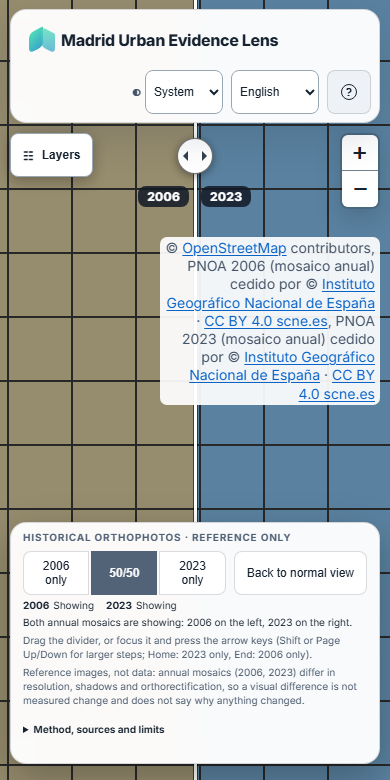 Madrid Urban Evidence Lens
System
English
?
Layers
+
−
2006
2023
© OpenStreetMap contributors,
PNOA 2006 (mosaico anual)
cedido por © Instituto
Geográfico Nacional de España
· CC BY 4.0 scne.es, PNOA
2023 (mosaico anual) cedido
por © Instituto Geográfico
Nacional de España · CC BY
4.0 scne.es
HISTORICAL ORTHOPHOTOS · REFERENCE ONLY
2006
only
50/50
2023
only
Back to normal view
2006 Showing 2023 Showing
Both annual mosaics are showing: 2006 on the left, 2023 on the right.
Drag the divider, or focus it and press the arrow keys (Shift or Page
Up/Down for larger steps; Home: 2023 only, End: 2006 only).
Reference images, not data: annual mosaics (2006, 2023) differ in
resolution, shadows and orthorectification, so a visual difference is not
measured change and does not say why anything changed.
Method, sources and limits